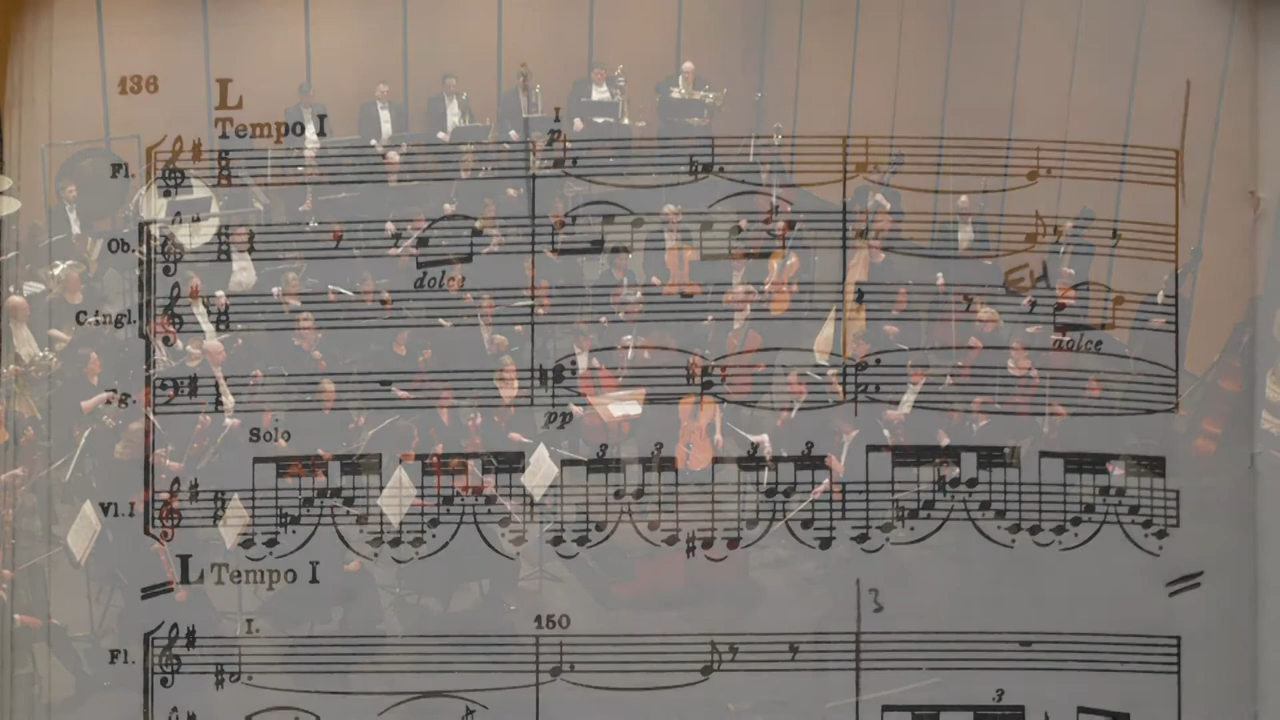 136
L
Tempo I
I
p
Fl.
Ob.
dolce
EH
C.ingl.
dolce
Fg.
pp
Solo
3 3 3 3
Vl.I
L Tempo I
3
I.
150
Fl.
3